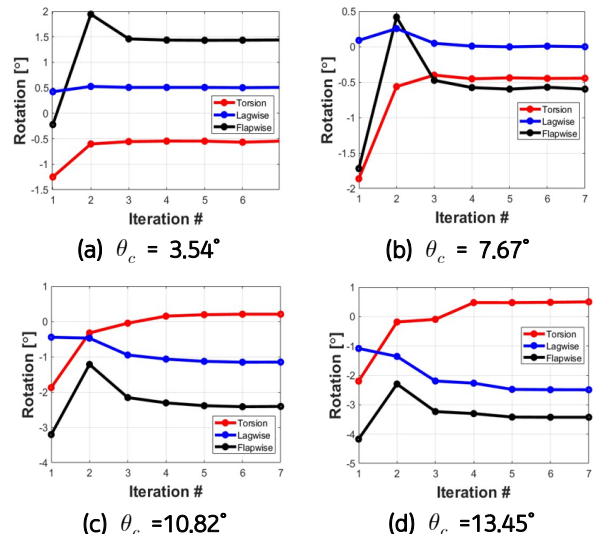 2
1.5
1
0.5
0
-0.5
-1
-1.5
Rotation [°]
1 2 3 4 5 6
Iteration #
Torsion
Lagwise
Flapwise
(a) θc = 3.54°
0.5
0
-0.5
-1
-1.5
-2
Rotation [°]
1 2 3 4 5 6 7
Iteration #
Torsion
Lagwise
Flapwise
(b) θc = 7.67°
1
0
-1
-2
-3
-4
Rotation [°]
1 2 3 4 5 6 7
Iteration #
Torsion
Lagwise
Flapwise
(c) θc =10.82°
1
0
-1
-2
-3
-4
-5
Rotation [°]
1 2 3 4 5 6 7
Iteration #
Torsion
Lagwise
Flapwise
(d) θc =13.45°